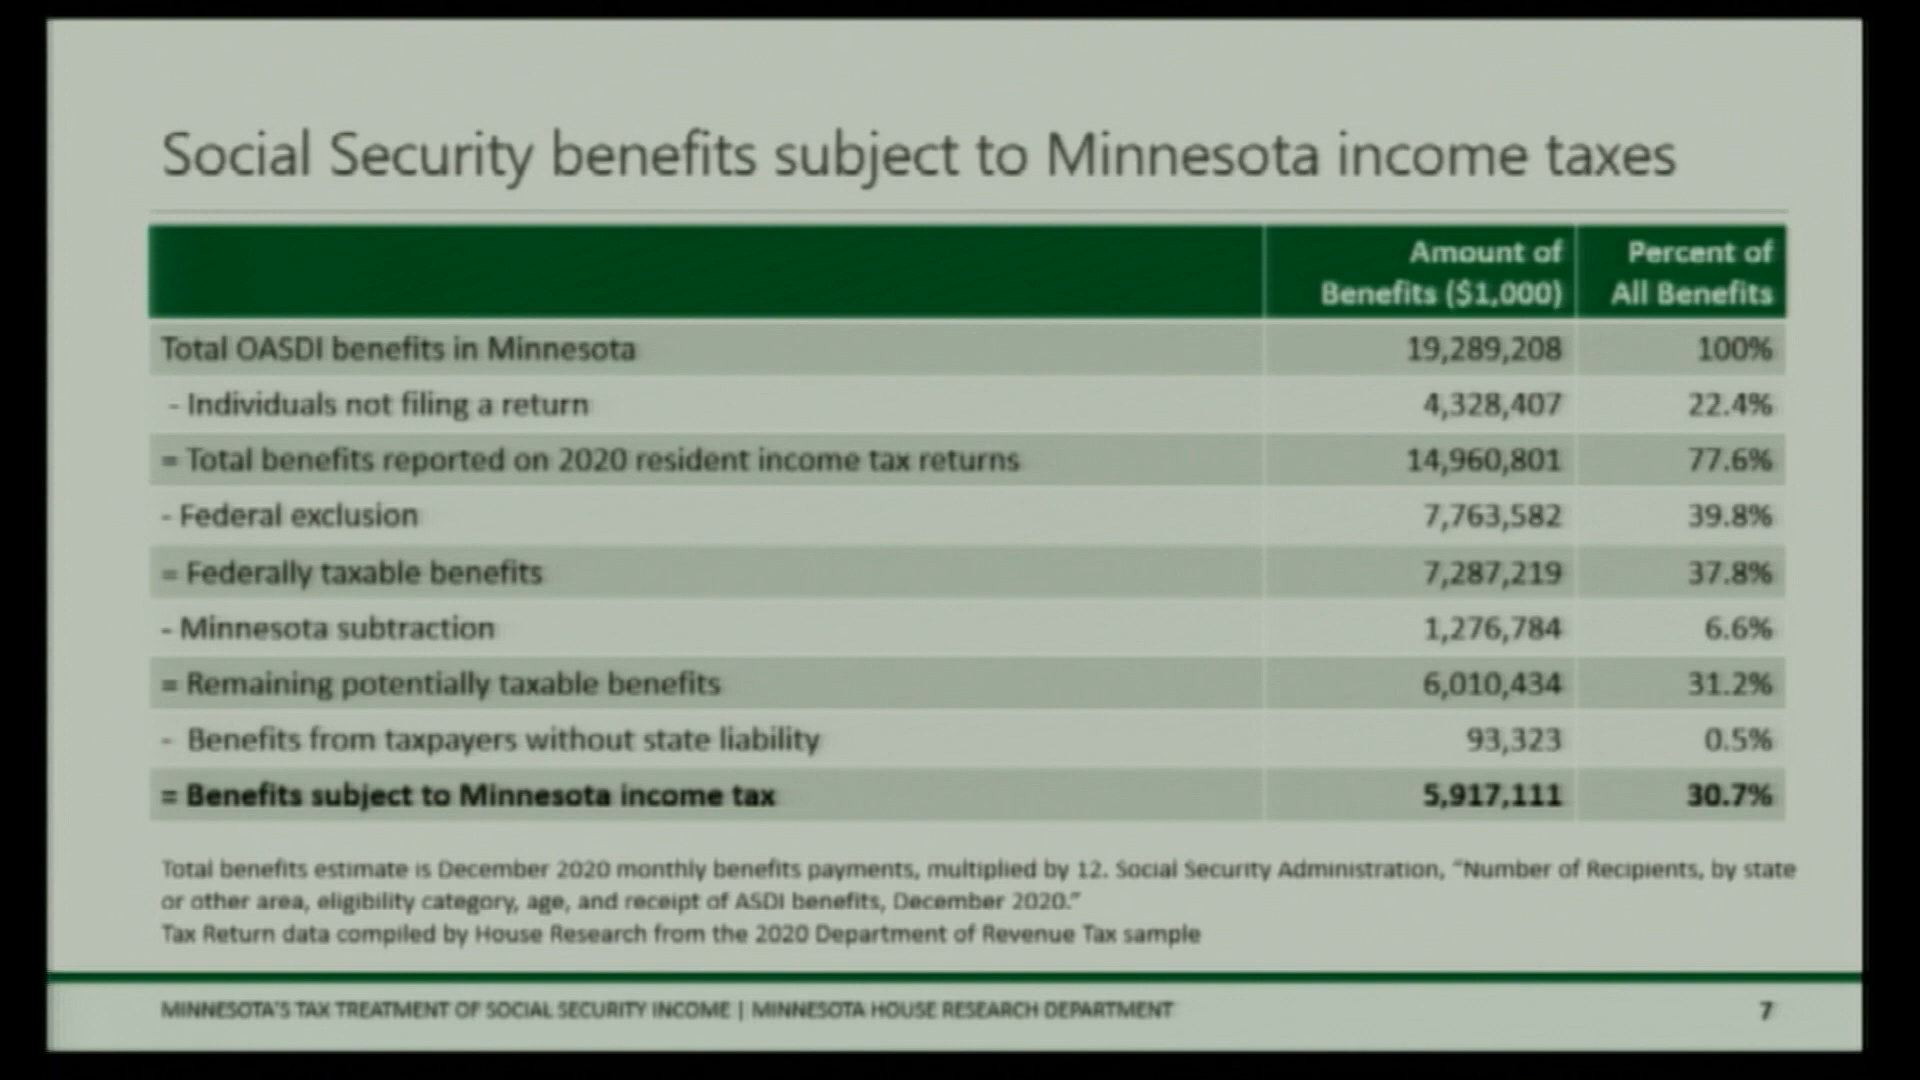 Social Security benefits subject to Minnesota income taxes
Amount of Benefits ($1,000) Percent of All Benefits
Total OASDI benefits in Minnesota 19,289,208 100%
- Individuals not filing a return 4,328,407 22.4%
= Total benefits reported on 2020 resident income tax returns 14,960,801 77.6%
- Federal exclusion 7,763,582 39.8%
= Federally taxable benefits 7,287,219 37.8%
- Minnesota subtraction 1,276,784 6.6%
= Remaining potentially taxable benefits 6,010,434 31.2%
- Benefits from taxpayers without state liability 93,323 0.5%
= Benefits subject to Minnesota income tax 5,917,111 30.7%
Total benefits estimate is December 2020 monthly benefits payments, multiplied by 12. Social Security Administration, "Number of Recipients, by state
or other area, eligibility category, age, and receipt of ASDI benefits, December 2020."
Tax Return data compiled by House Research from the 2020 Department of Revenue Tax sample
MINNESOTA'S TAX TREATMENT OF SOCIAL SECURITY INCOME | MINNESOTA HOUSE RESEARCH DEPARTMENT 7